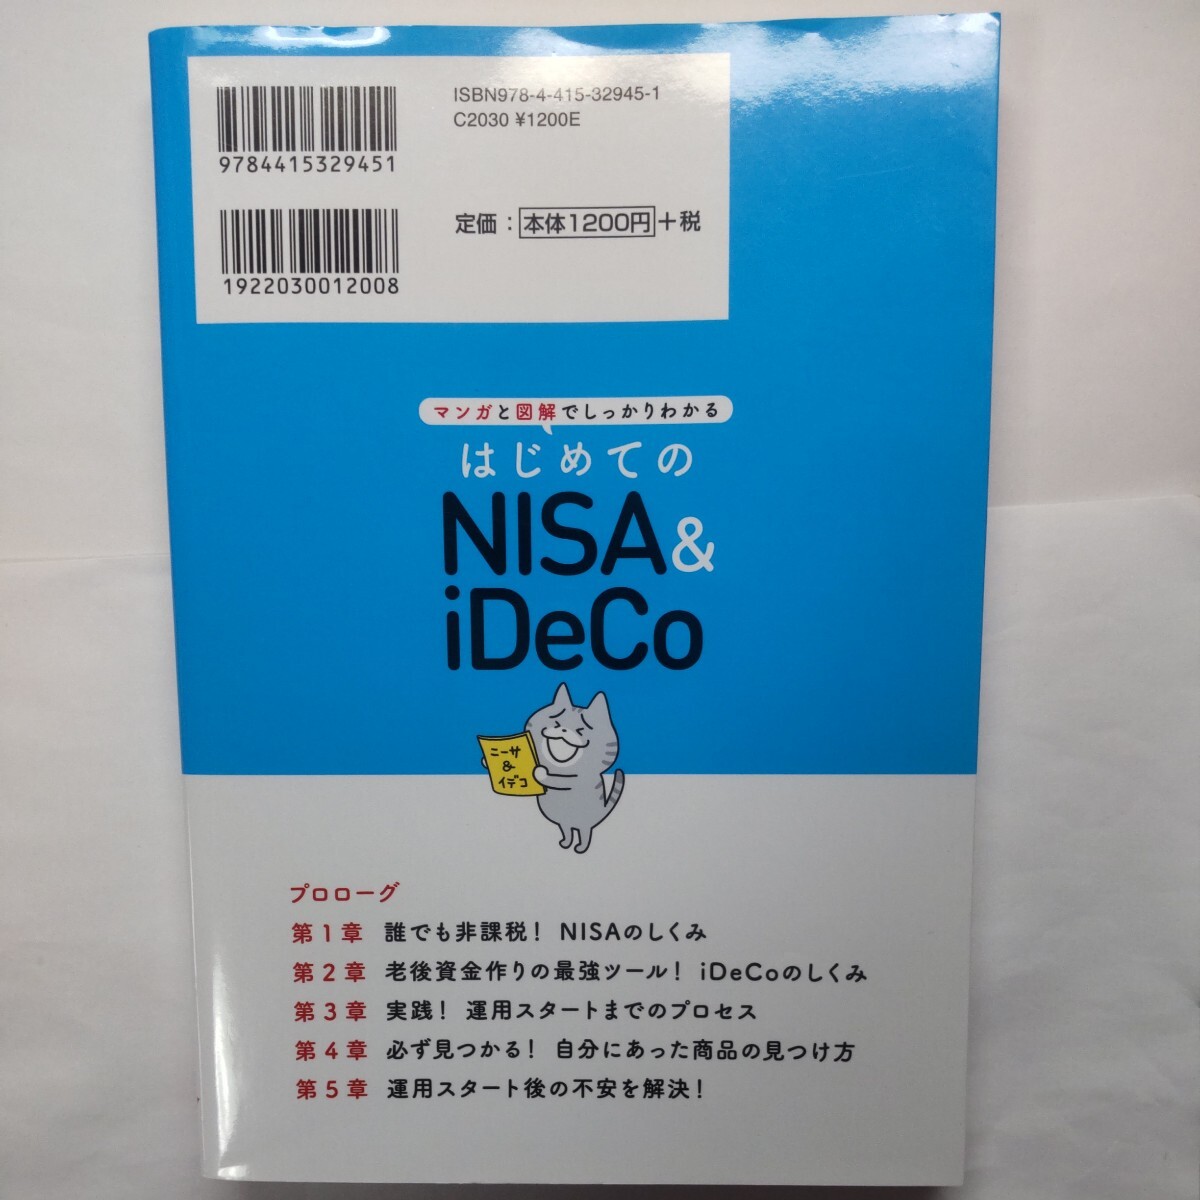 ISBN978-4-415-32945-1
C2030 ¥1200E
9784415329451
定価：本体1200円＋税
1922030012008
マンガと図解でしっかりわかる
はじめての
NISA&
iDeCo
ニーサ
&
イデコ
プロローグ
第1章 誰でも非課税！ NISAのしくみ
第2章 老後資金作りの最強ツール！ iDeCoのしくみ
第3章 実践！ 運用スタートまでのプロセス
第4章 必ず見つかる！ 自分にあった商品の見つけ方
第5章 運用スタート後の不安を解決！